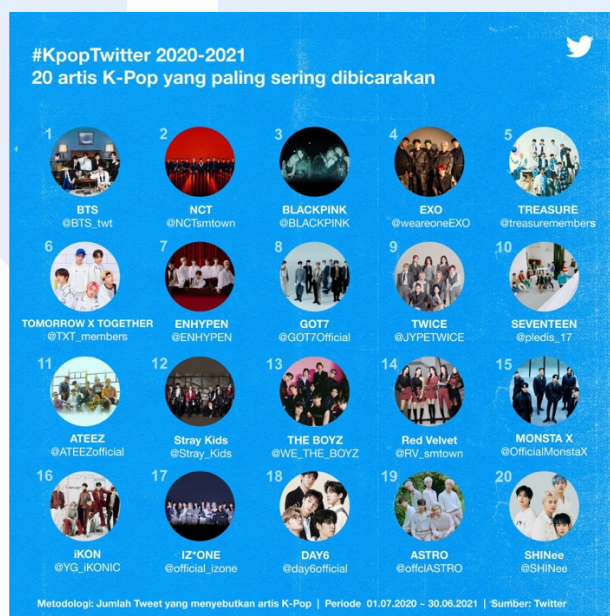 #KpopTwitter 2020-2021
20 artis K-Pop yang paling sering dibicarakan
1
2
3
4
5
BTS
NCT
BLACKPINK
EXO
TREASURE
@BTS_twt
@NCTsmtown
@BLACKPINK
@weareoneEXO
@treasuremembers
6
7
8
9
10
TOMORROW X TOGETHER
ENHYPEN
GOT7
TWICE
SEVENTEEN
@TXT_members
@ENHYPEN
@GOT7Official
@JYPETWICE
@pledis_17
11
12
13
14
15
ATEEZ
Stray Kids
THE BOYZ
Red Velvet
MONSTA X
@ATEEZofficial
@Stray_Kids
@WE_THE_BOYZ
@RV_smtown
@OfficialMonstaX
16
17
18
19
20
iKON
IZ*ONE
DAY6
ASTRO
SHINee
@YG_iKONIC
@official_izone
@day6official
@offclASTRO
@SHINee
Metodologi: Jumlah Tweet yang menyebutkan artis K-Pop | Periode 01.07.2020 ~ 30.06.2021 | Sumber: Twitter